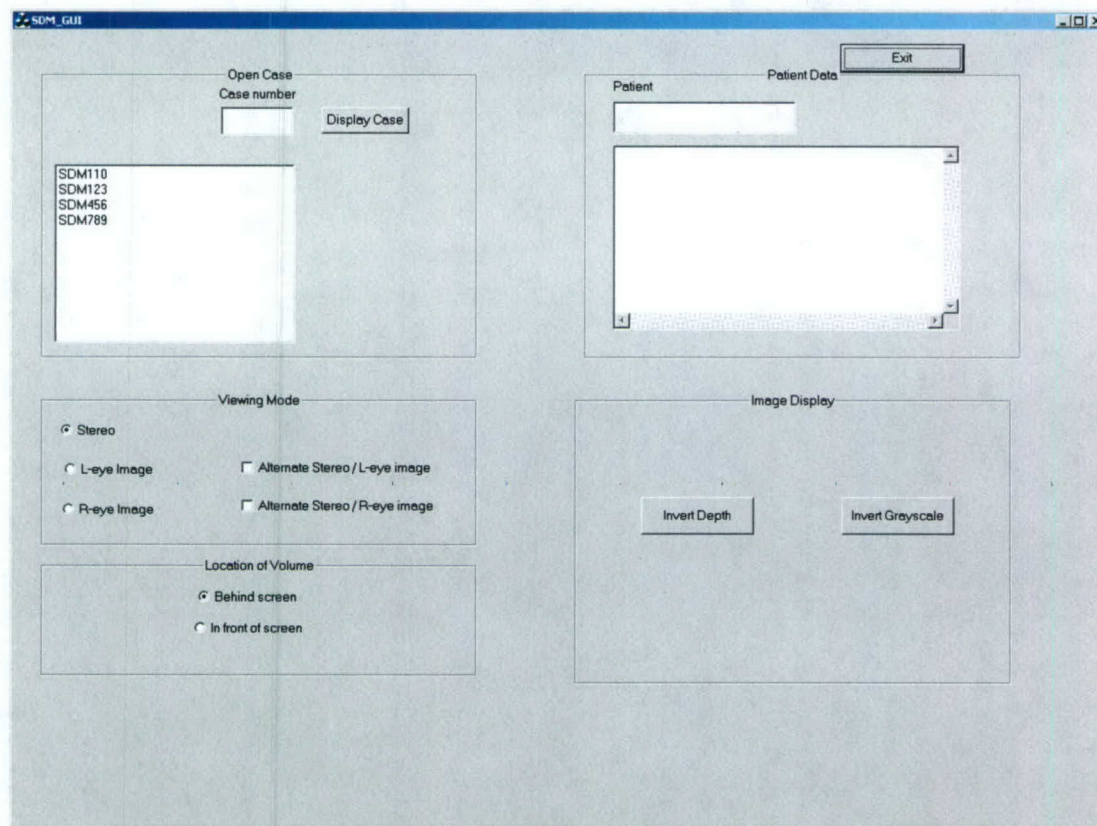 SDM_GUI
Exit
Open Case
Case number
Display Case
SDM110
SDM123
SDM456
SDM789
Patient Data
Patient
Viewing Mode
Stereo
L-eye Image
Alternate Stereo / L-eye image
R-eye Image
Alternate Stereo / R-eye image
Location of Volume
Behind screen
In front of screen
Image Display
Invert Depth
Invert Grayscale